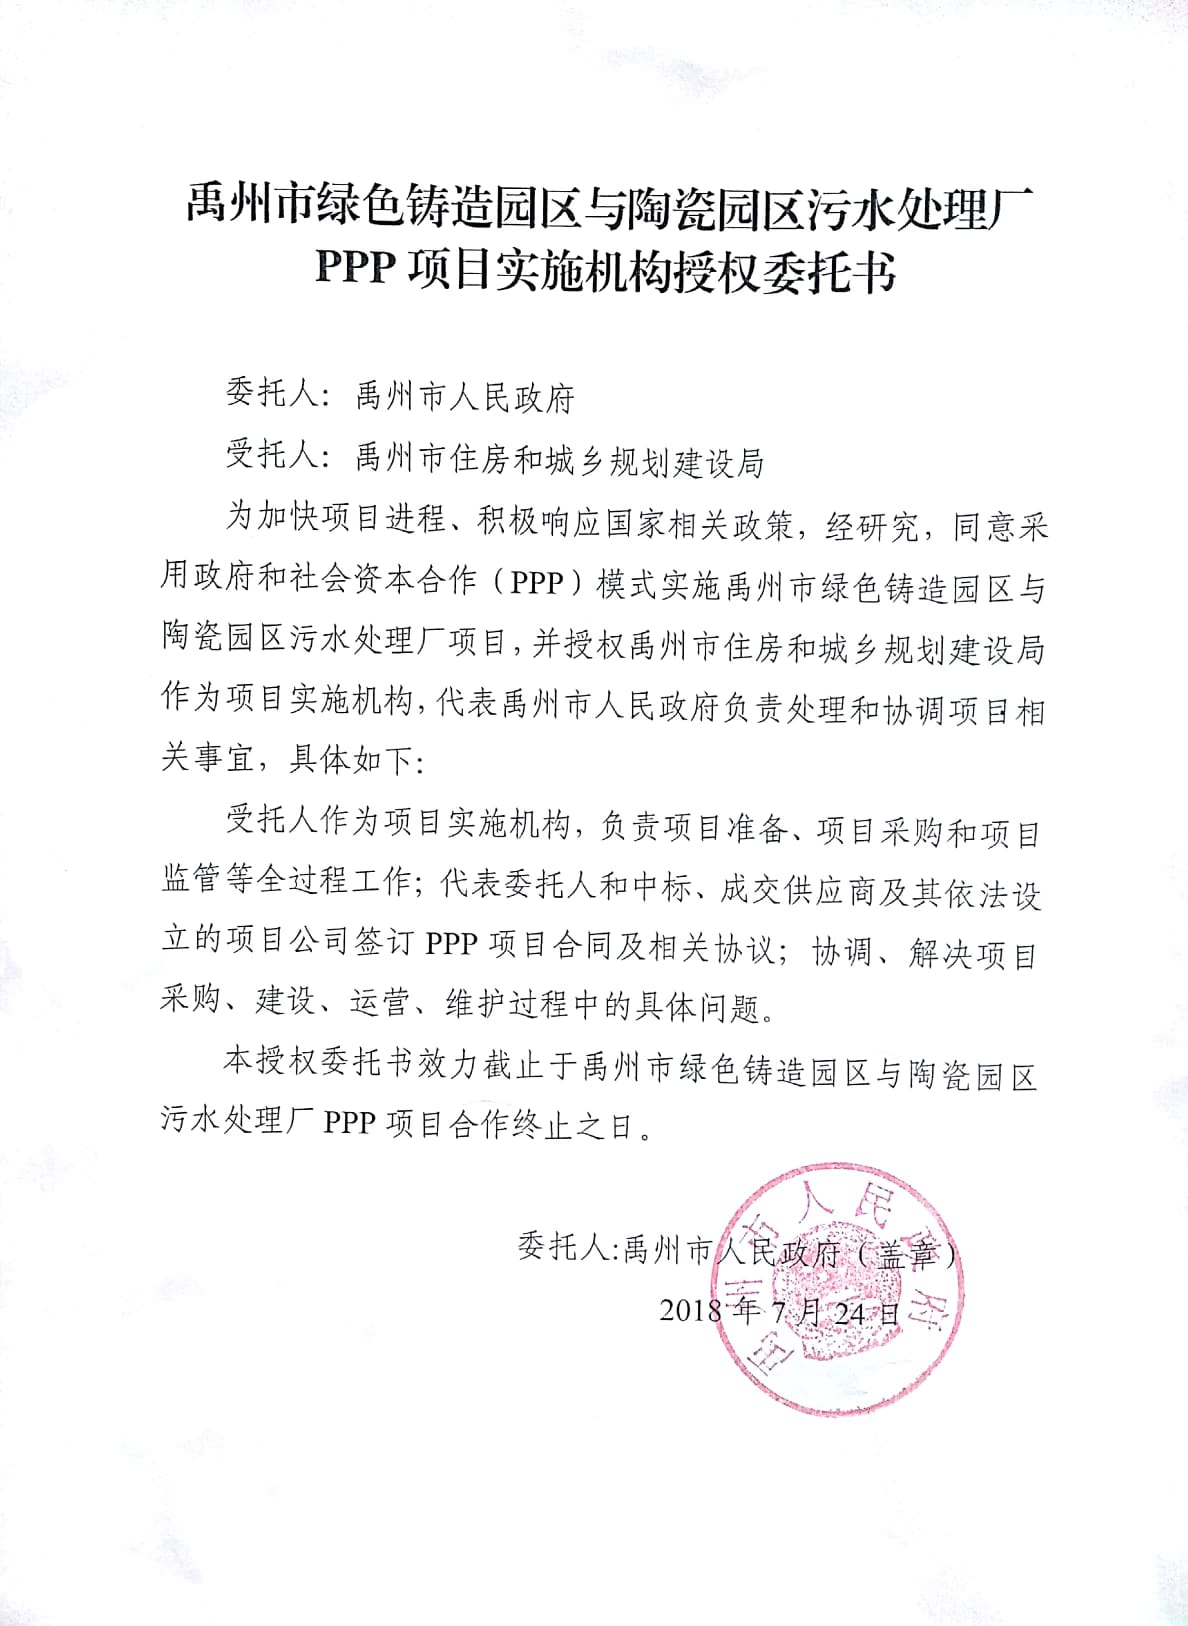 禹州市绿色铸造园区与陶瓷园区污水处理厂
PPP 项目实施机构授权委托书
委托人：禹州市人民政府
受托人：禹州市住房和城乡规划建设局
为加快项目进程、积极响应国家相关政策，经研究，同意采
用政府和社会资本合作（PPP）模式实施禹州市绿色铸造园区与
陶瓷园区污水处理厂项目，并授权禹州市住房和城乡规划建设局
作为项目实施机构，代表禹州市人民政府负责处理和协调项目相
关事宜，具体如下：
受托人作为项目实施机构，负责项目准备、项目采购和项目
监管等全过程工作；代表委托人和中标、成交供应商及其依法设
立的项目公司签订 PPP 项目合同及相关协议；协调、解决项目
采购、建设、运营、维护过程中的具体问题。
本授权委托书效力截止于禹州市绿色铸造园区与陶瓷园区
污水处理厂 PPP 项目合作终止之日。
委托人:禹州市人民政府（盖章）
2018 年 7 月 24 日
禹州市人民政府